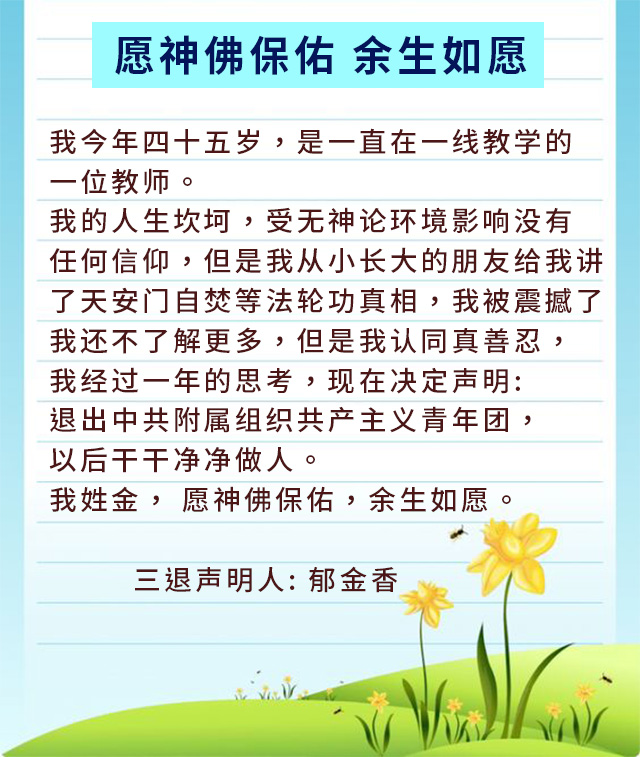 愿神佛保佑 余生如愿
我今年四十五岁，是一直在一线教学的
一位教师。
我的人生坎坷，受无神论环境影响没有
任何信仰，但是我从小长大的朋友给我讲
了天安门自焚等法轮功真相，我被震撼了
我还不了解更多，但是我认同真善忍，
我经过一年的思考，现在决定声明:
退出中共附属组织共产主义青年团，
以后干干净净做人。
我姓金， 愿神佛保佑，余生如愿。
三退声明人: 郁金香